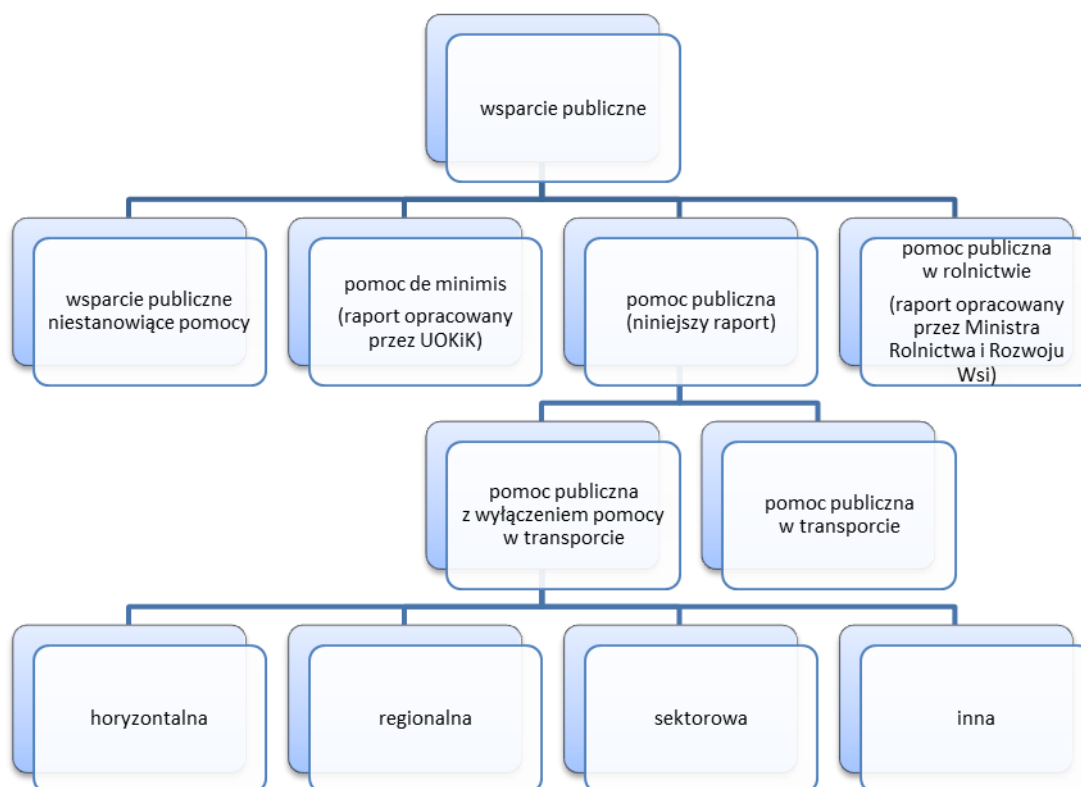 wsparcie publiczne
wsparcie publiczne
niestanowiące pomocy
pomoc de minimis
(raport opracowany
przez UOKiK)
pomoc publiczna
(niniejszy raport)
pomoc publiczna
w rolnictwie
(raport opracowany
przez Ministra
Rolnictwa i Rozwoju
Wsi)
pomoc publiczna
z wyłączeniem pomocy
w transporcie
pomoc publiczna
w transporcie
horyzontalna
regionalna
sektorowa
inna